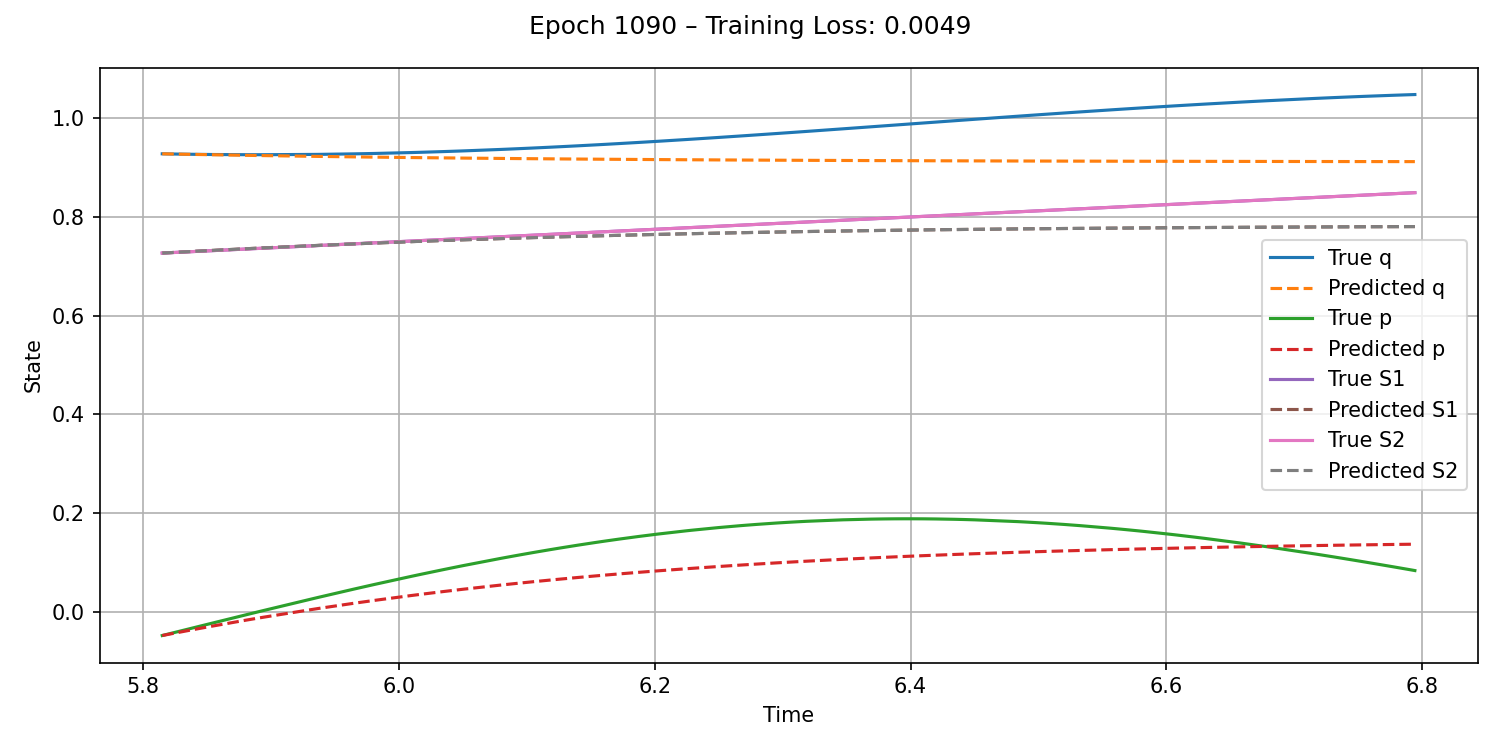 Epoch 1090 – Training Loss: 0.0049
1.0
0.8
0.6
0.4
0.2
0.0
State
True q
Predicted q
True p
Predicted p
True S1
Predicted S1
True S2
Predicted S2
5.8 6.0 6.2 6.4 6.6 6.8
Time